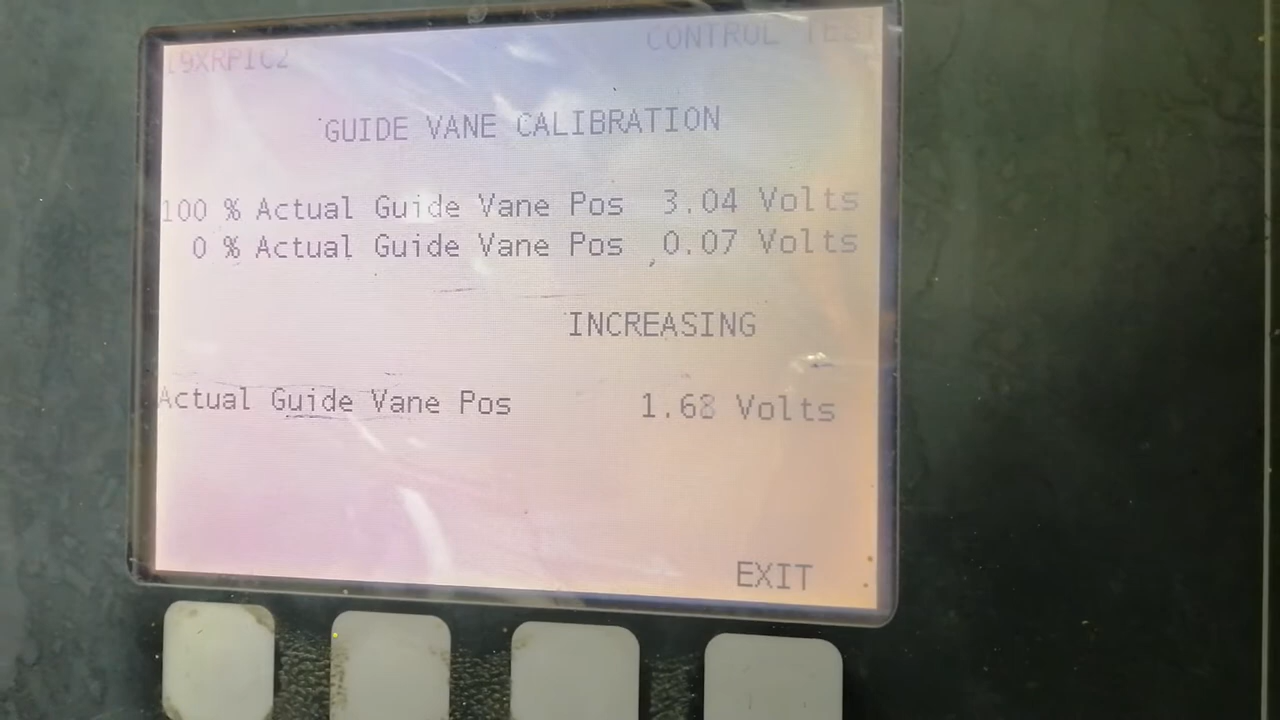 19XRPIC2
CONTROL TEST
GUIDE VANE CALIBRATION
100 % Actual Guide Vane Pos 3.04 Volts
0 % Actual Guide Vane Pos 0.07 Volts
INCREASING
Actual Guide Vane Pos 1.68 Volts
EXIT